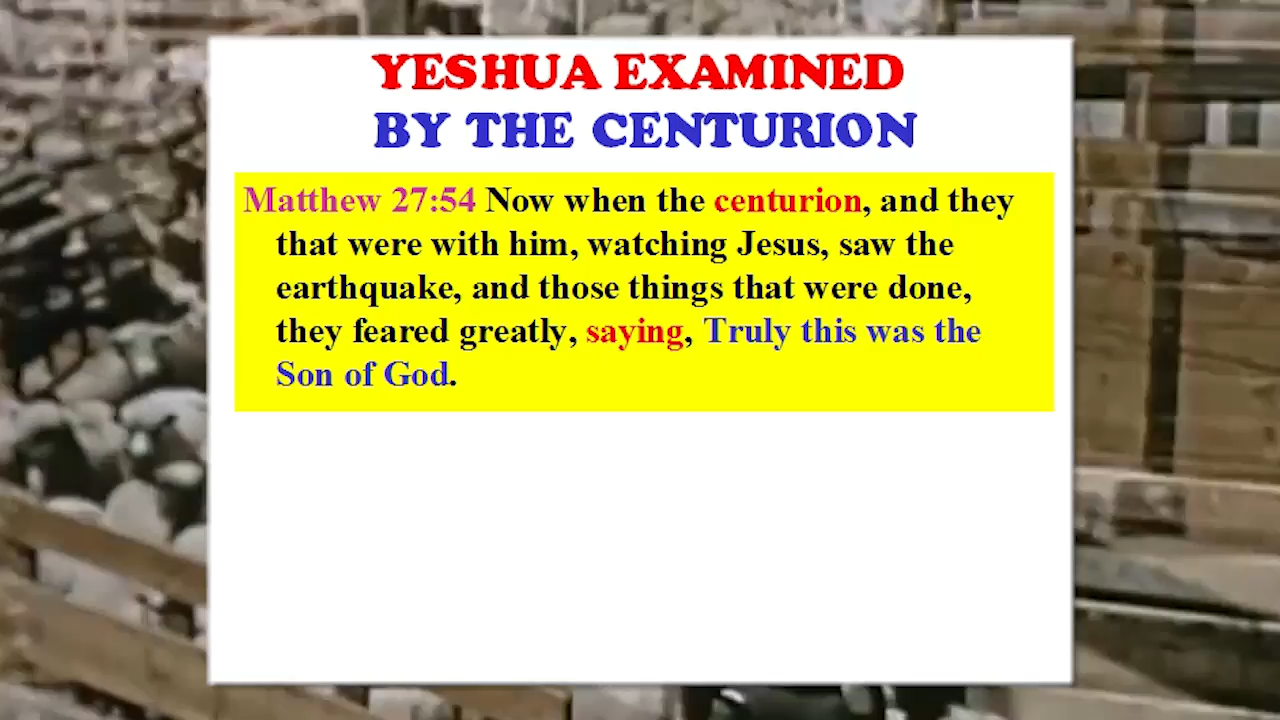 YESHUA EXAMINED
BY THE CENTURION
Matthew 27:54 Now when the centurion, and they
that were with him, watching Jesus, saw the
earthquake, and those things that were done,
they feared greatly, saying, Truly this was the
Son of God.